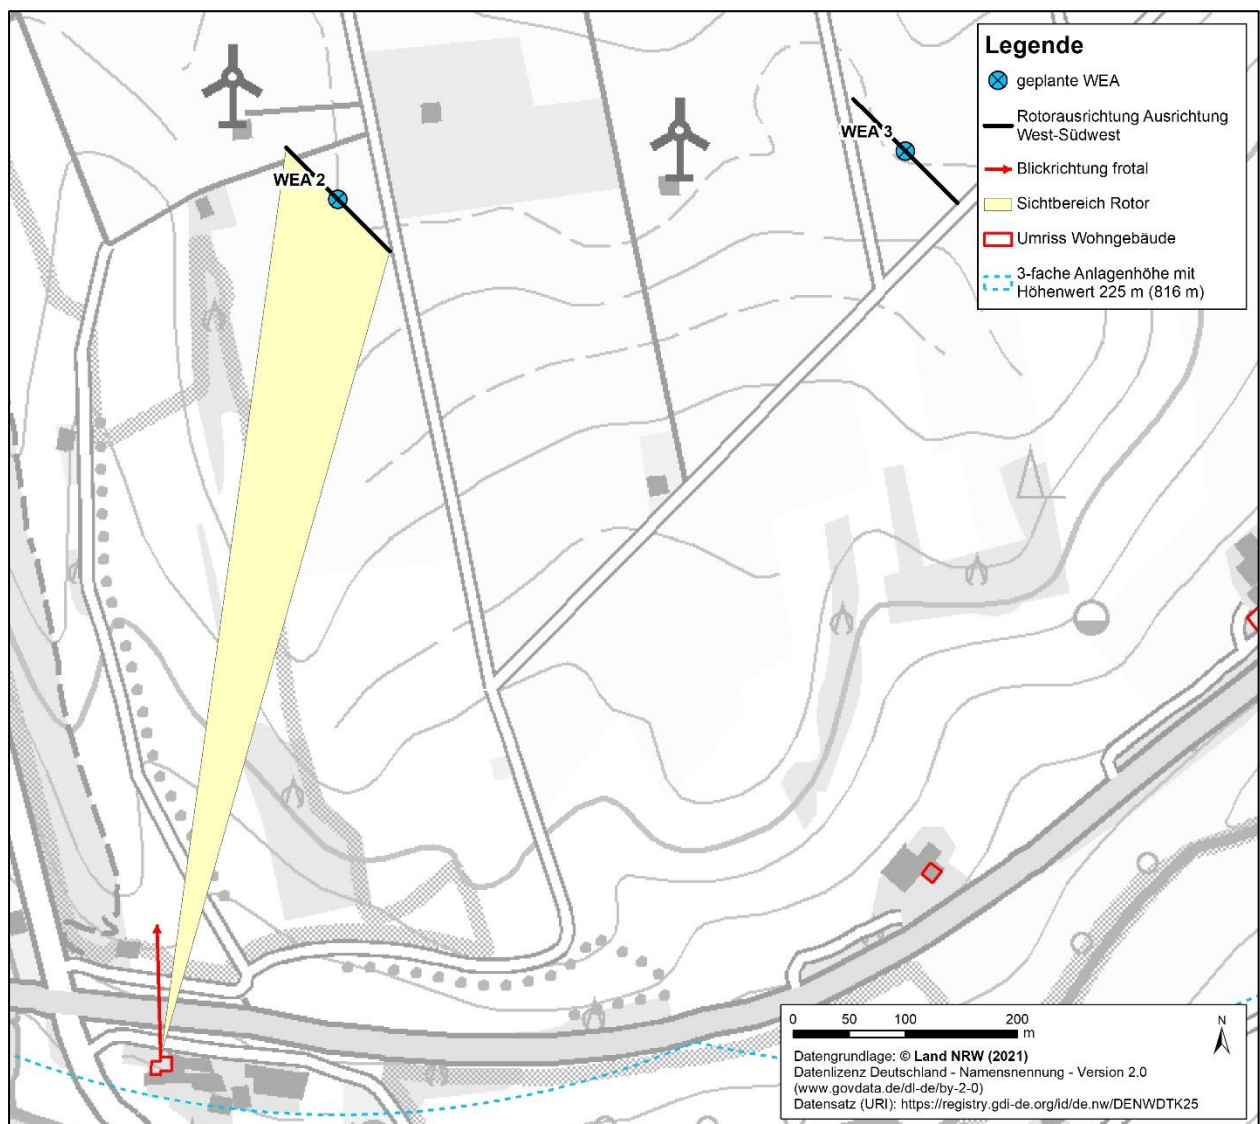 Legende
geplante WEA
Rotorausrichtung Ausrichtung
West-Südwest
Blickrichtung frotal
Sichtbereich Rotor
Umriss Wohngebäude
3-fache Anlagenhöhe mit
Höhenwert 225 m (816 m)
WEA 3
WEA 2
0 50 100 200
m
N
Datengrundlage: © Land NRW (2021)
Datenlizenz Deutschland - Namensnennung - Version 2.0
(www.govdata.de/dl-de/by-2-0)
Datensatz (URI): https://registry.gdi-de.org/id/de.nw/DENWDTK25